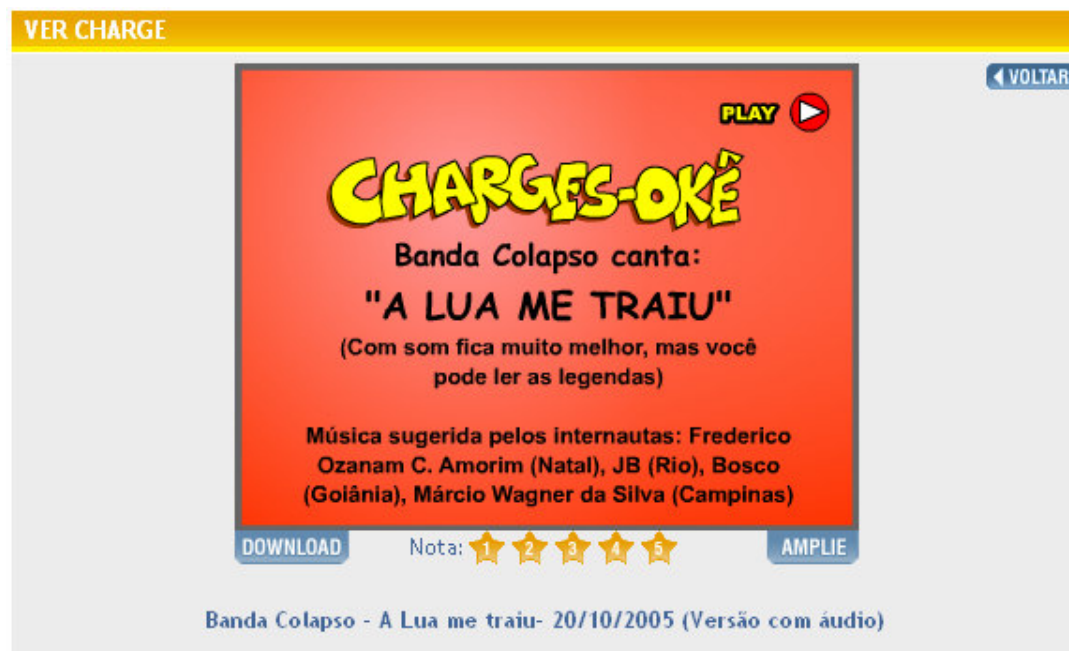 VER CHARGE
VOLTAR
PLAY
CHARGES-OKÊ
Banda Colapso canta:
"A LUA ME TRAIU"
(Com som fica muito melhor, mas você
pode ler as legendas)
Música sugerida pelos internautas: Frederico
Ozanam C. Amorim (Natal), JB (Rio), Bosco
(Goiânia), Márcio Wagner da Silva (Campinas)
DOWNLOAD Nota: 1 2 3 4 5 AMPLIE
Banda Colapso - A Lua me traiu- 20/10/2005 (Versão com áudio)